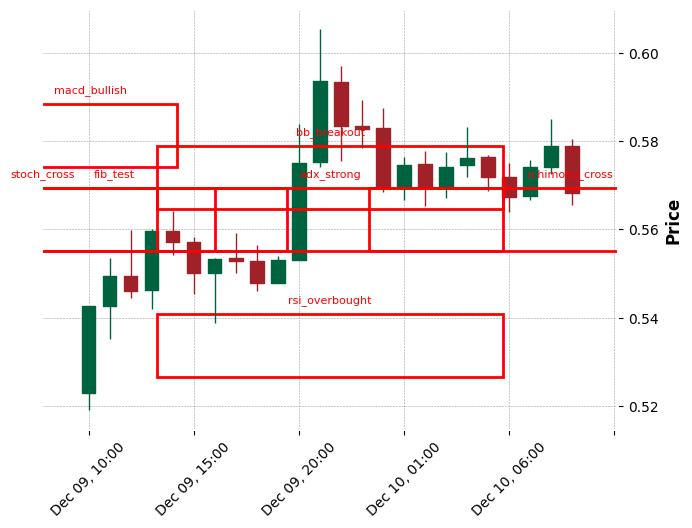 macd_bullish
bb_breakout
stoch_cross
fib_test
adx_strong
ichimoku_cross
rsi_overbought
0.60
0.58
0.56
0.54
0.52
Price
Dec 09, 10:00
Dec 09, 15:00
Dec 09, 20:00
Dec 10, 01:00
Dec 10, 06:00